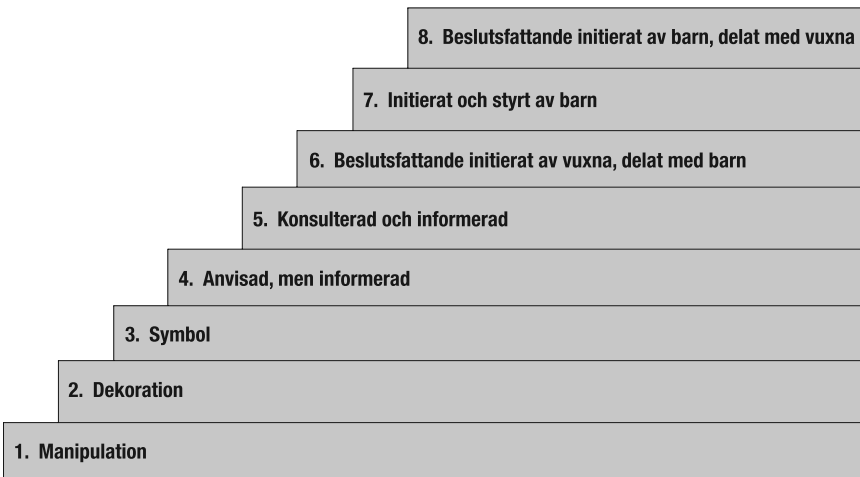 8. Beslutsfattande initierat av barn, delat med vuxna
7. Initierat och styrt av barn
6. Beslutsfattande initierat av vuxna, delat med barn
5. Konsulterad och informerad
4. Anvisad, men informerad
3. Symbol
2. Dekoration
1. Manipulation